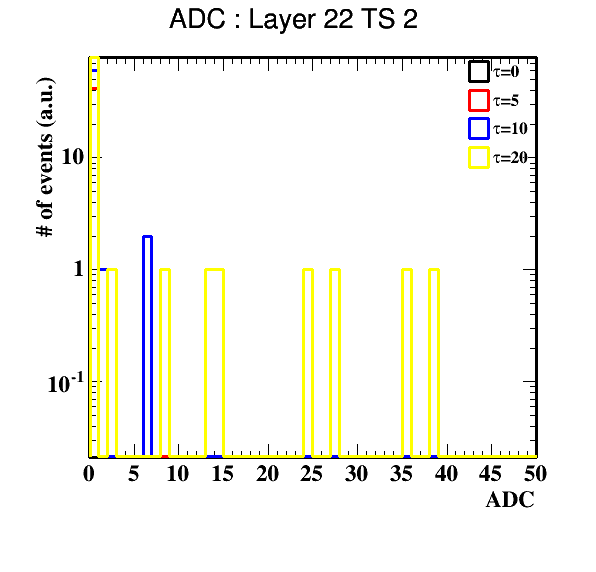 ADC : Layer 22 TS 2
# of events (a.u.)
10
1
10⁻¹
τ=0
τ=5
τ=10
τ=20
0 5 10 15 20 25 30 35 40 45 50
ADC